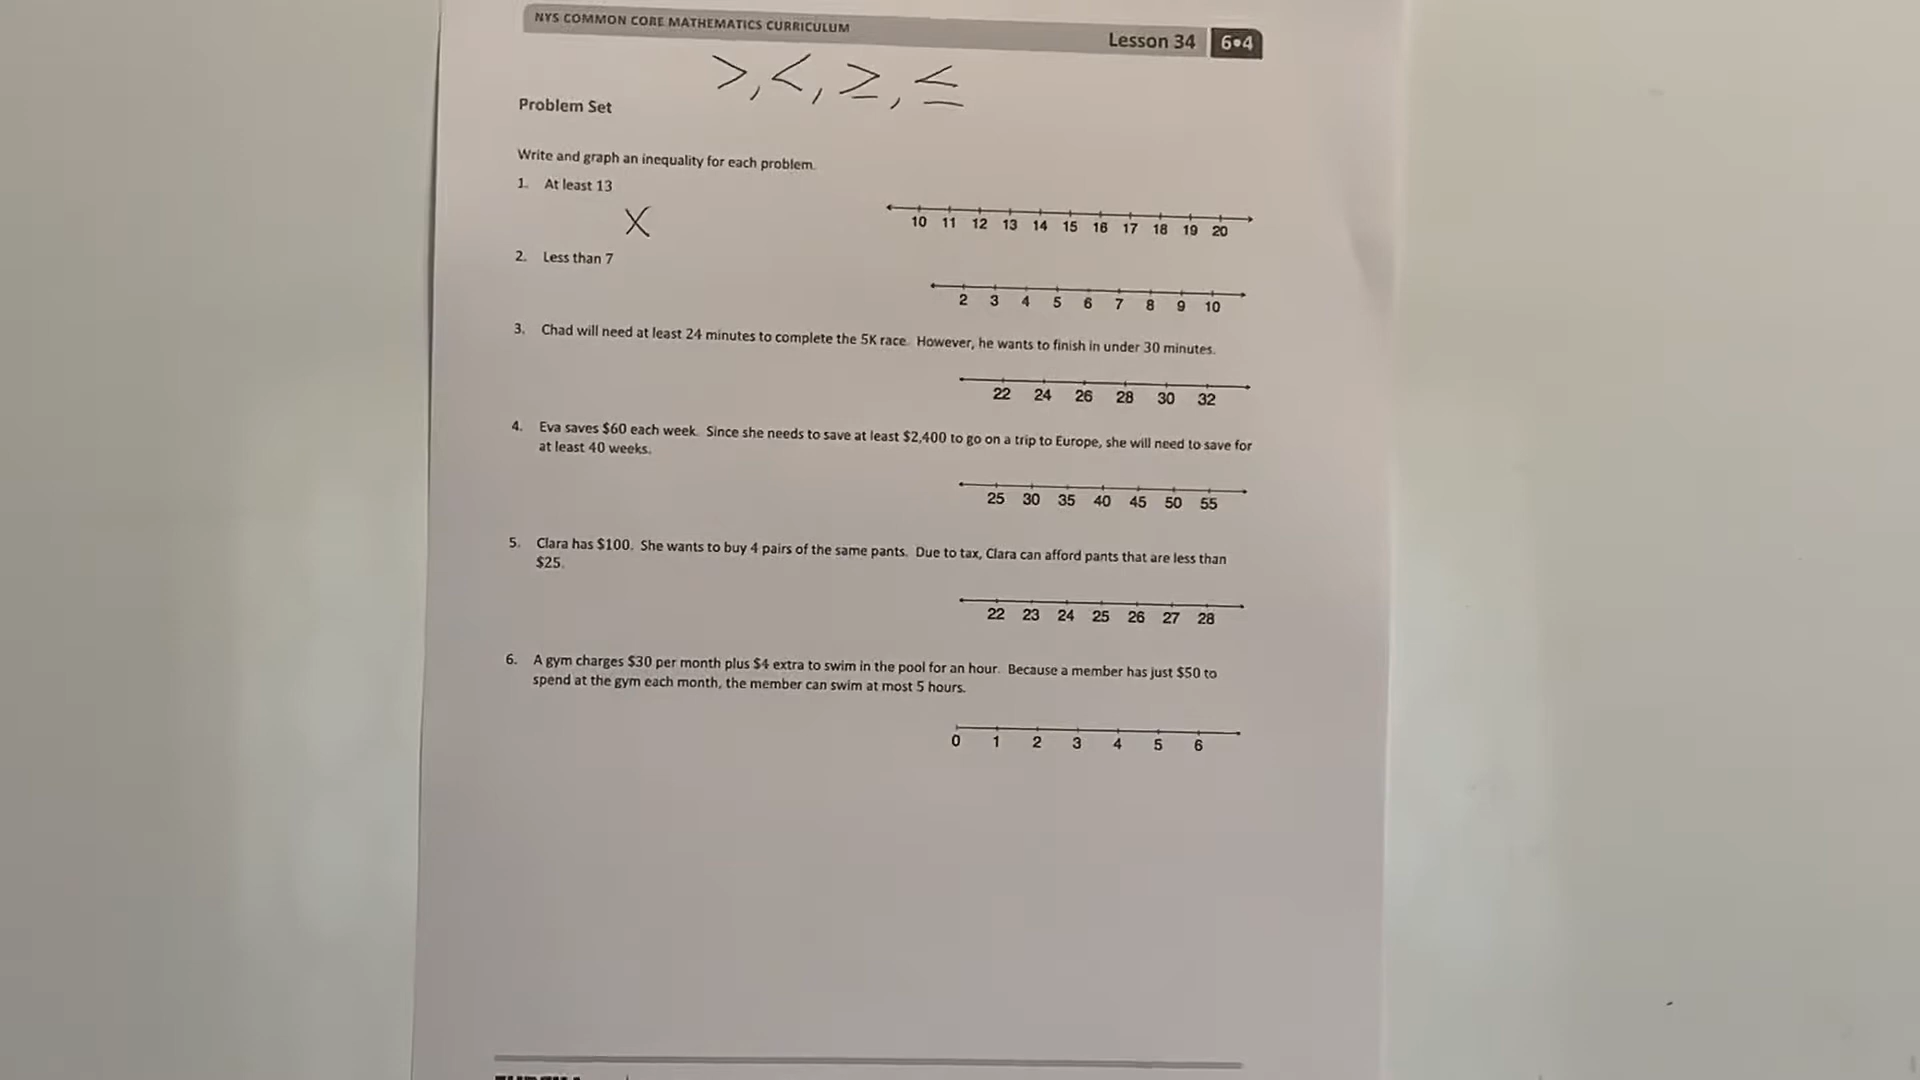 NYS COMMON CORE MATHEMATICS CURRICULUM
Lesson 34 6•4
>, <, ≥, ≤
Problem Set
Write and graph an inequality for each problem.
1. At least 13
X
10 11 12 13 14 15 16 17 18 19 20
2. Less than 7
2 3 4 5 6 7 8 9 10
3. Chad will need at least 24 minutes to complete the 5K race. However, he wants to finish in under 30 minutes.
22 24 26 28 30 32
4. Eva saves $60 each week. Since she needs to save at least $2,400 to go on a trip to Europe, she will need to save for
at least 40 weeks.
25 30 35 40 45 50 55
5. Clara has $100. She wants to buy 4 pairs of the same pants. Due to tax, Clara can afford pants that are less than
$25.
22 23 24 25 26 27 28
6. A gym charges $30 per month plus $4 extra to swim in the pool for an hour. Because a member has just $50 to
spend at the gym each month, the member can swim at most 5 hours.
0 1 2 3 4 5 6